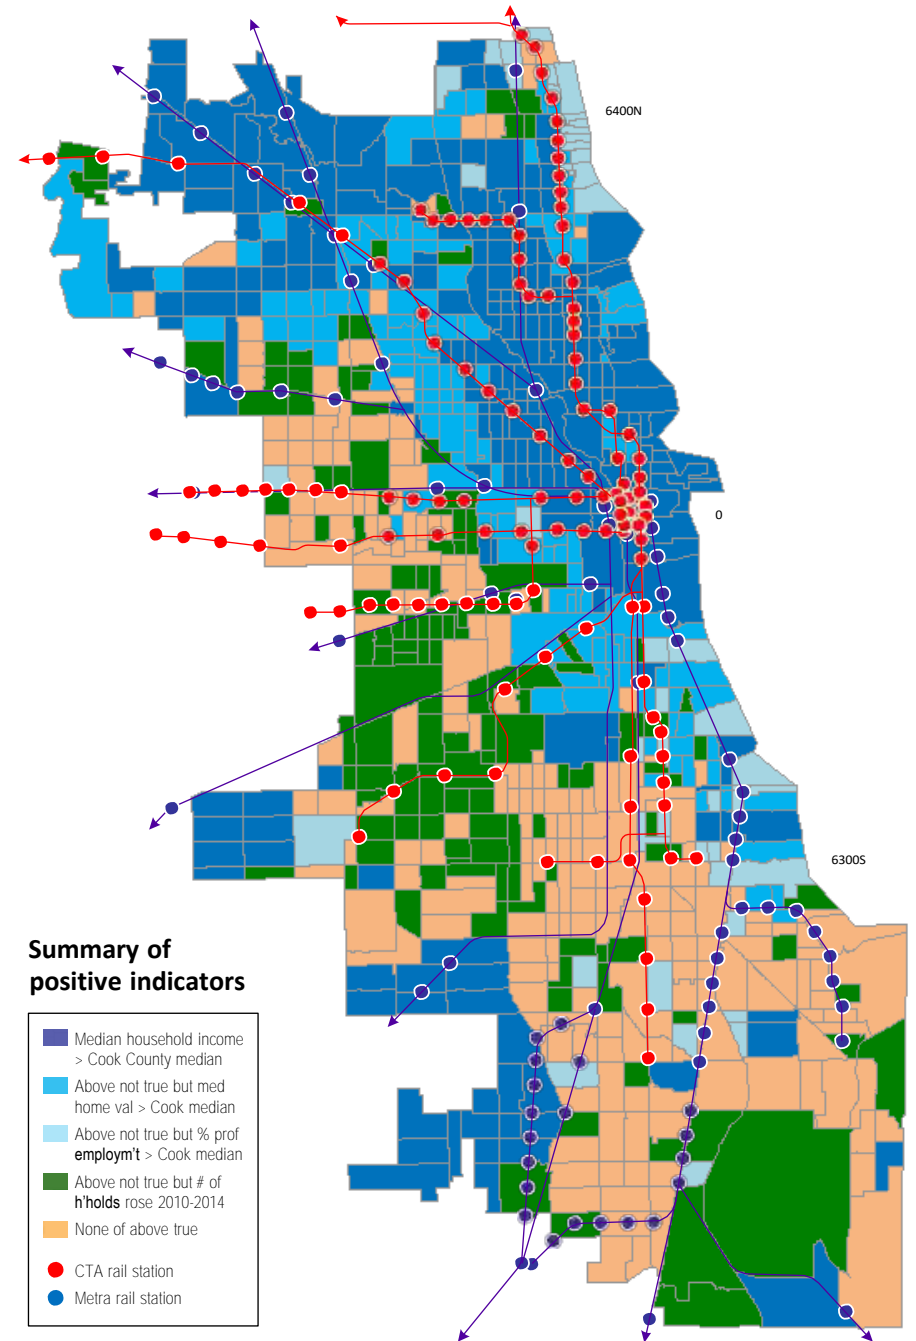 6400N
0
6300S
Summary of
positive indicators
Median household income
> Cook County median
Above not true but med
home val > Cook median
Above not true but % prof
employm't > Cook median
Above not true but # of
h'holds rose 2010-2014
None of above true
CTA rail station
Metra rail station